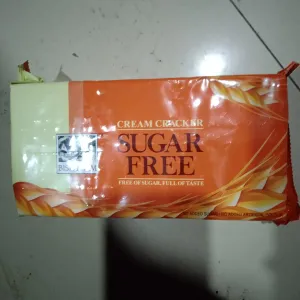 CREAM CRACKER
SUGAR
FREE
FREE OF SUGAR, FULL OF TASTE